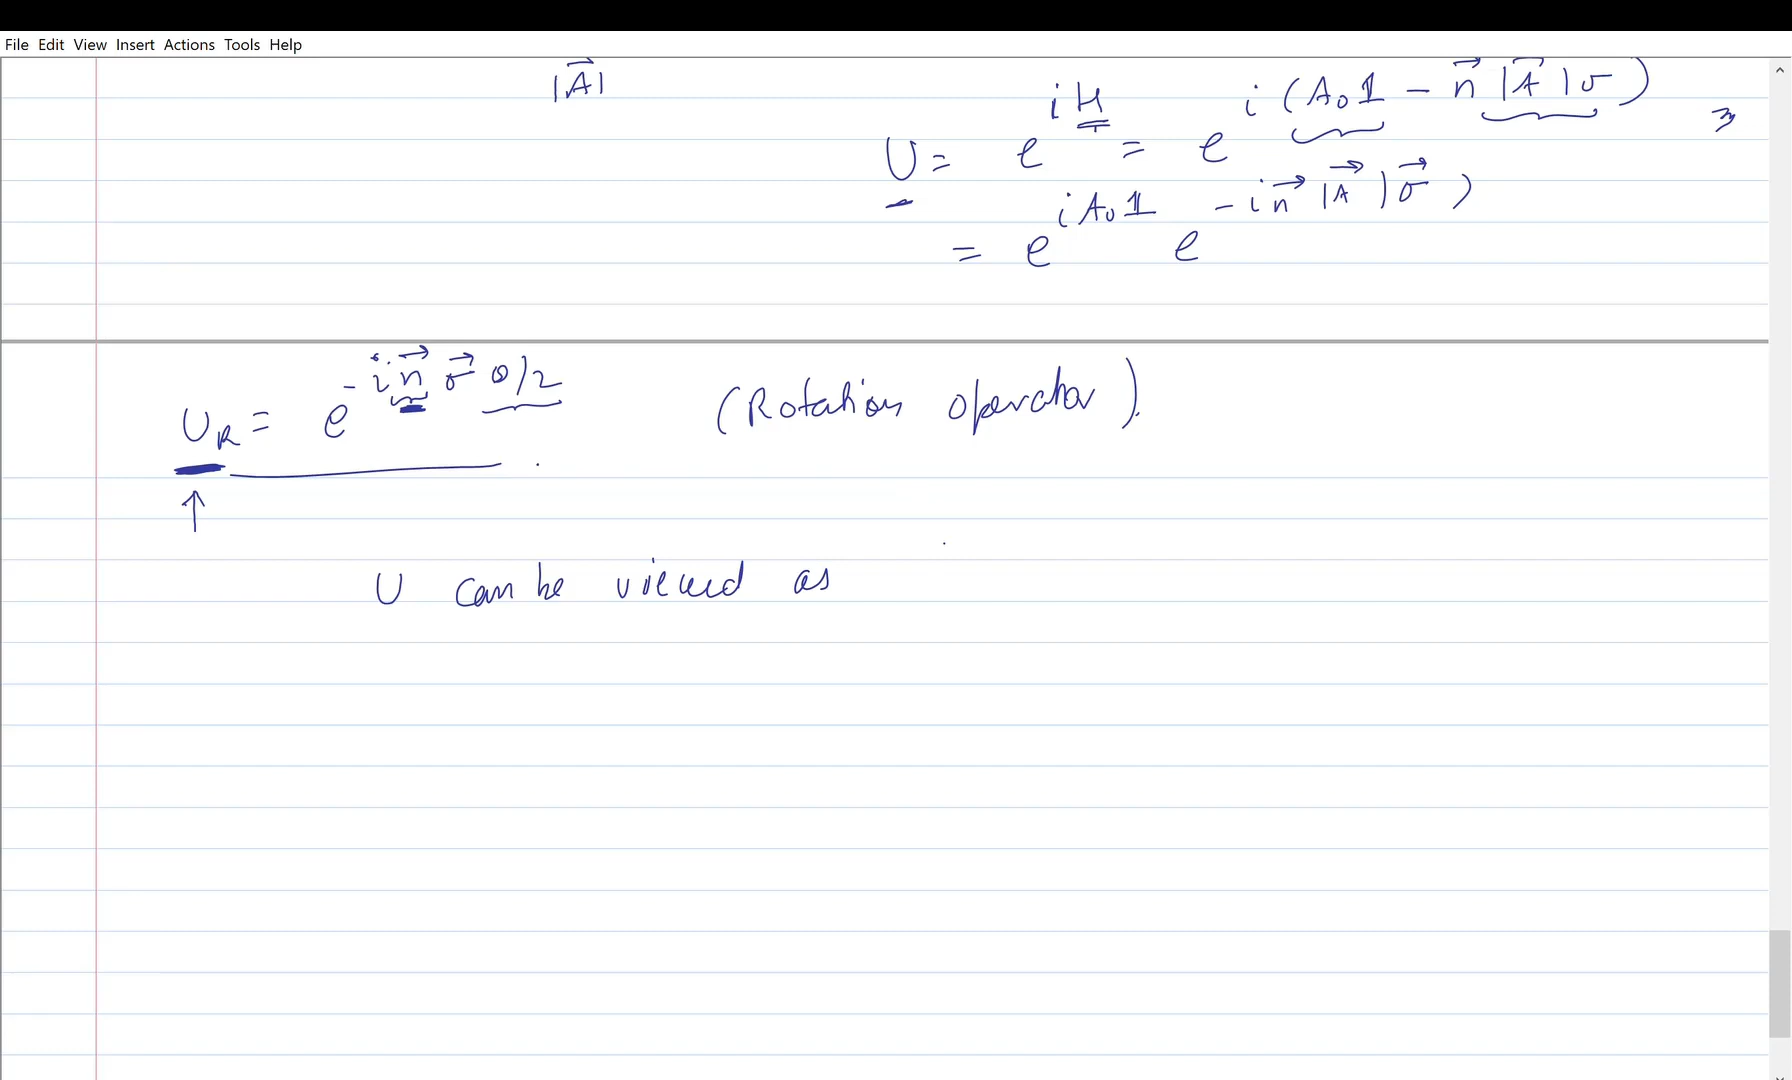 File Edit View Insert Actions Tools Help
|A⃗|
U = e^{iH} = e^{i(A₀𝟙 − n⃗|A⃗|σ)}
= e^{iA₀𝟙} e^{−in⃗|A⃗|σ⃗)}
U_R = e^{−in⃗σ⃗θ/2} (Rotation operator).
↑
U can be viewed as